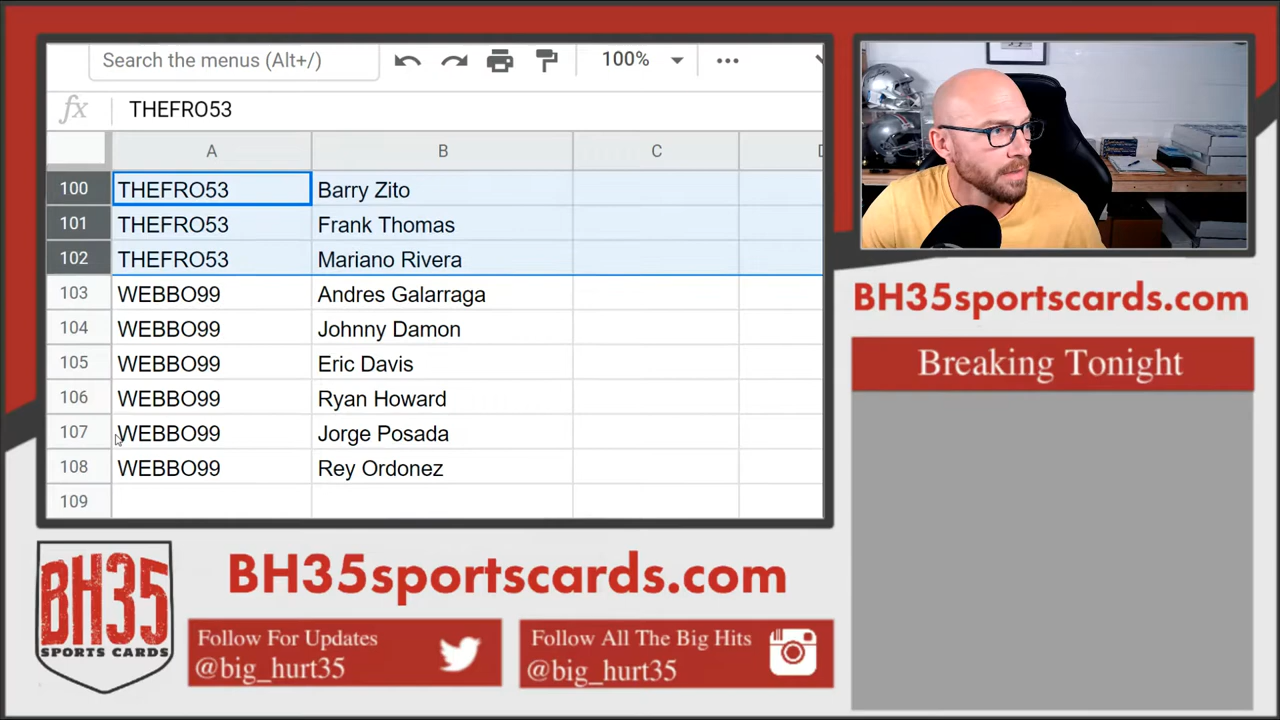 Search the menus (Alt+/)
100%
fx THEFRO53
A B C D
100 THEFRO53 Barry Zito
101 THEFRO53 Frank Thomas
102 THEFRO53 Mariano Rivera
103 WEBBO99 Andres Galarraga
104 WEBBO99 Johnny Damon
105 WEBBO99 Eric Davis
106 WEBBO99 Ryan Howard
107 WEBBO99 Jorge Posada
108 WEBBO99 Rey Ordonez
109
BH35sportscards.com
Breaking Tonight
BH35
SPORTS CARDS
BH35sportscards.com
Follow For Updates
@big_hurt35
Follow All The Big Hits
@big_hurt35